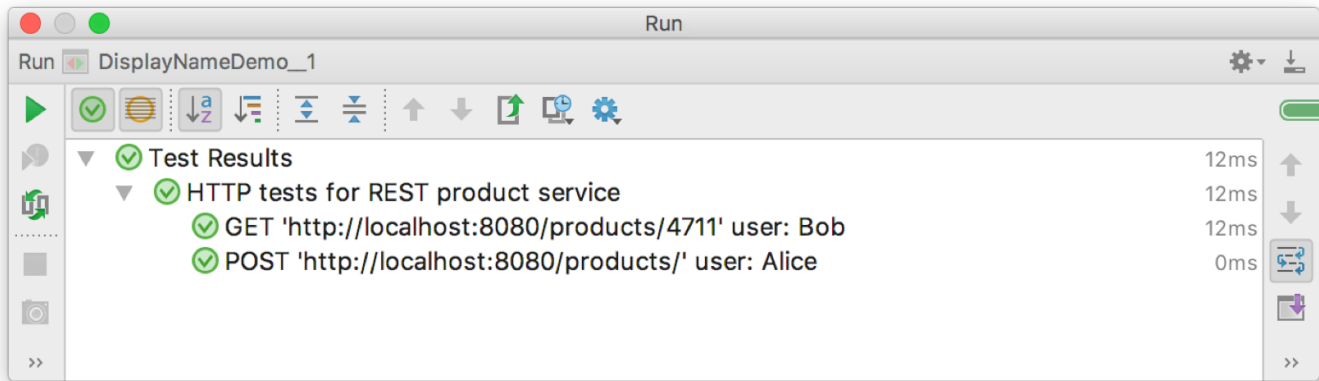 Run
Run DisplayNameDemo__1
Test Results 12ms
HTTP tests for REST product service 12ms
GET 'http://localhost:8080/products/4711' user: Bob 12ms
POST 'http://localhost:8080/products/' user: Alice 0ms